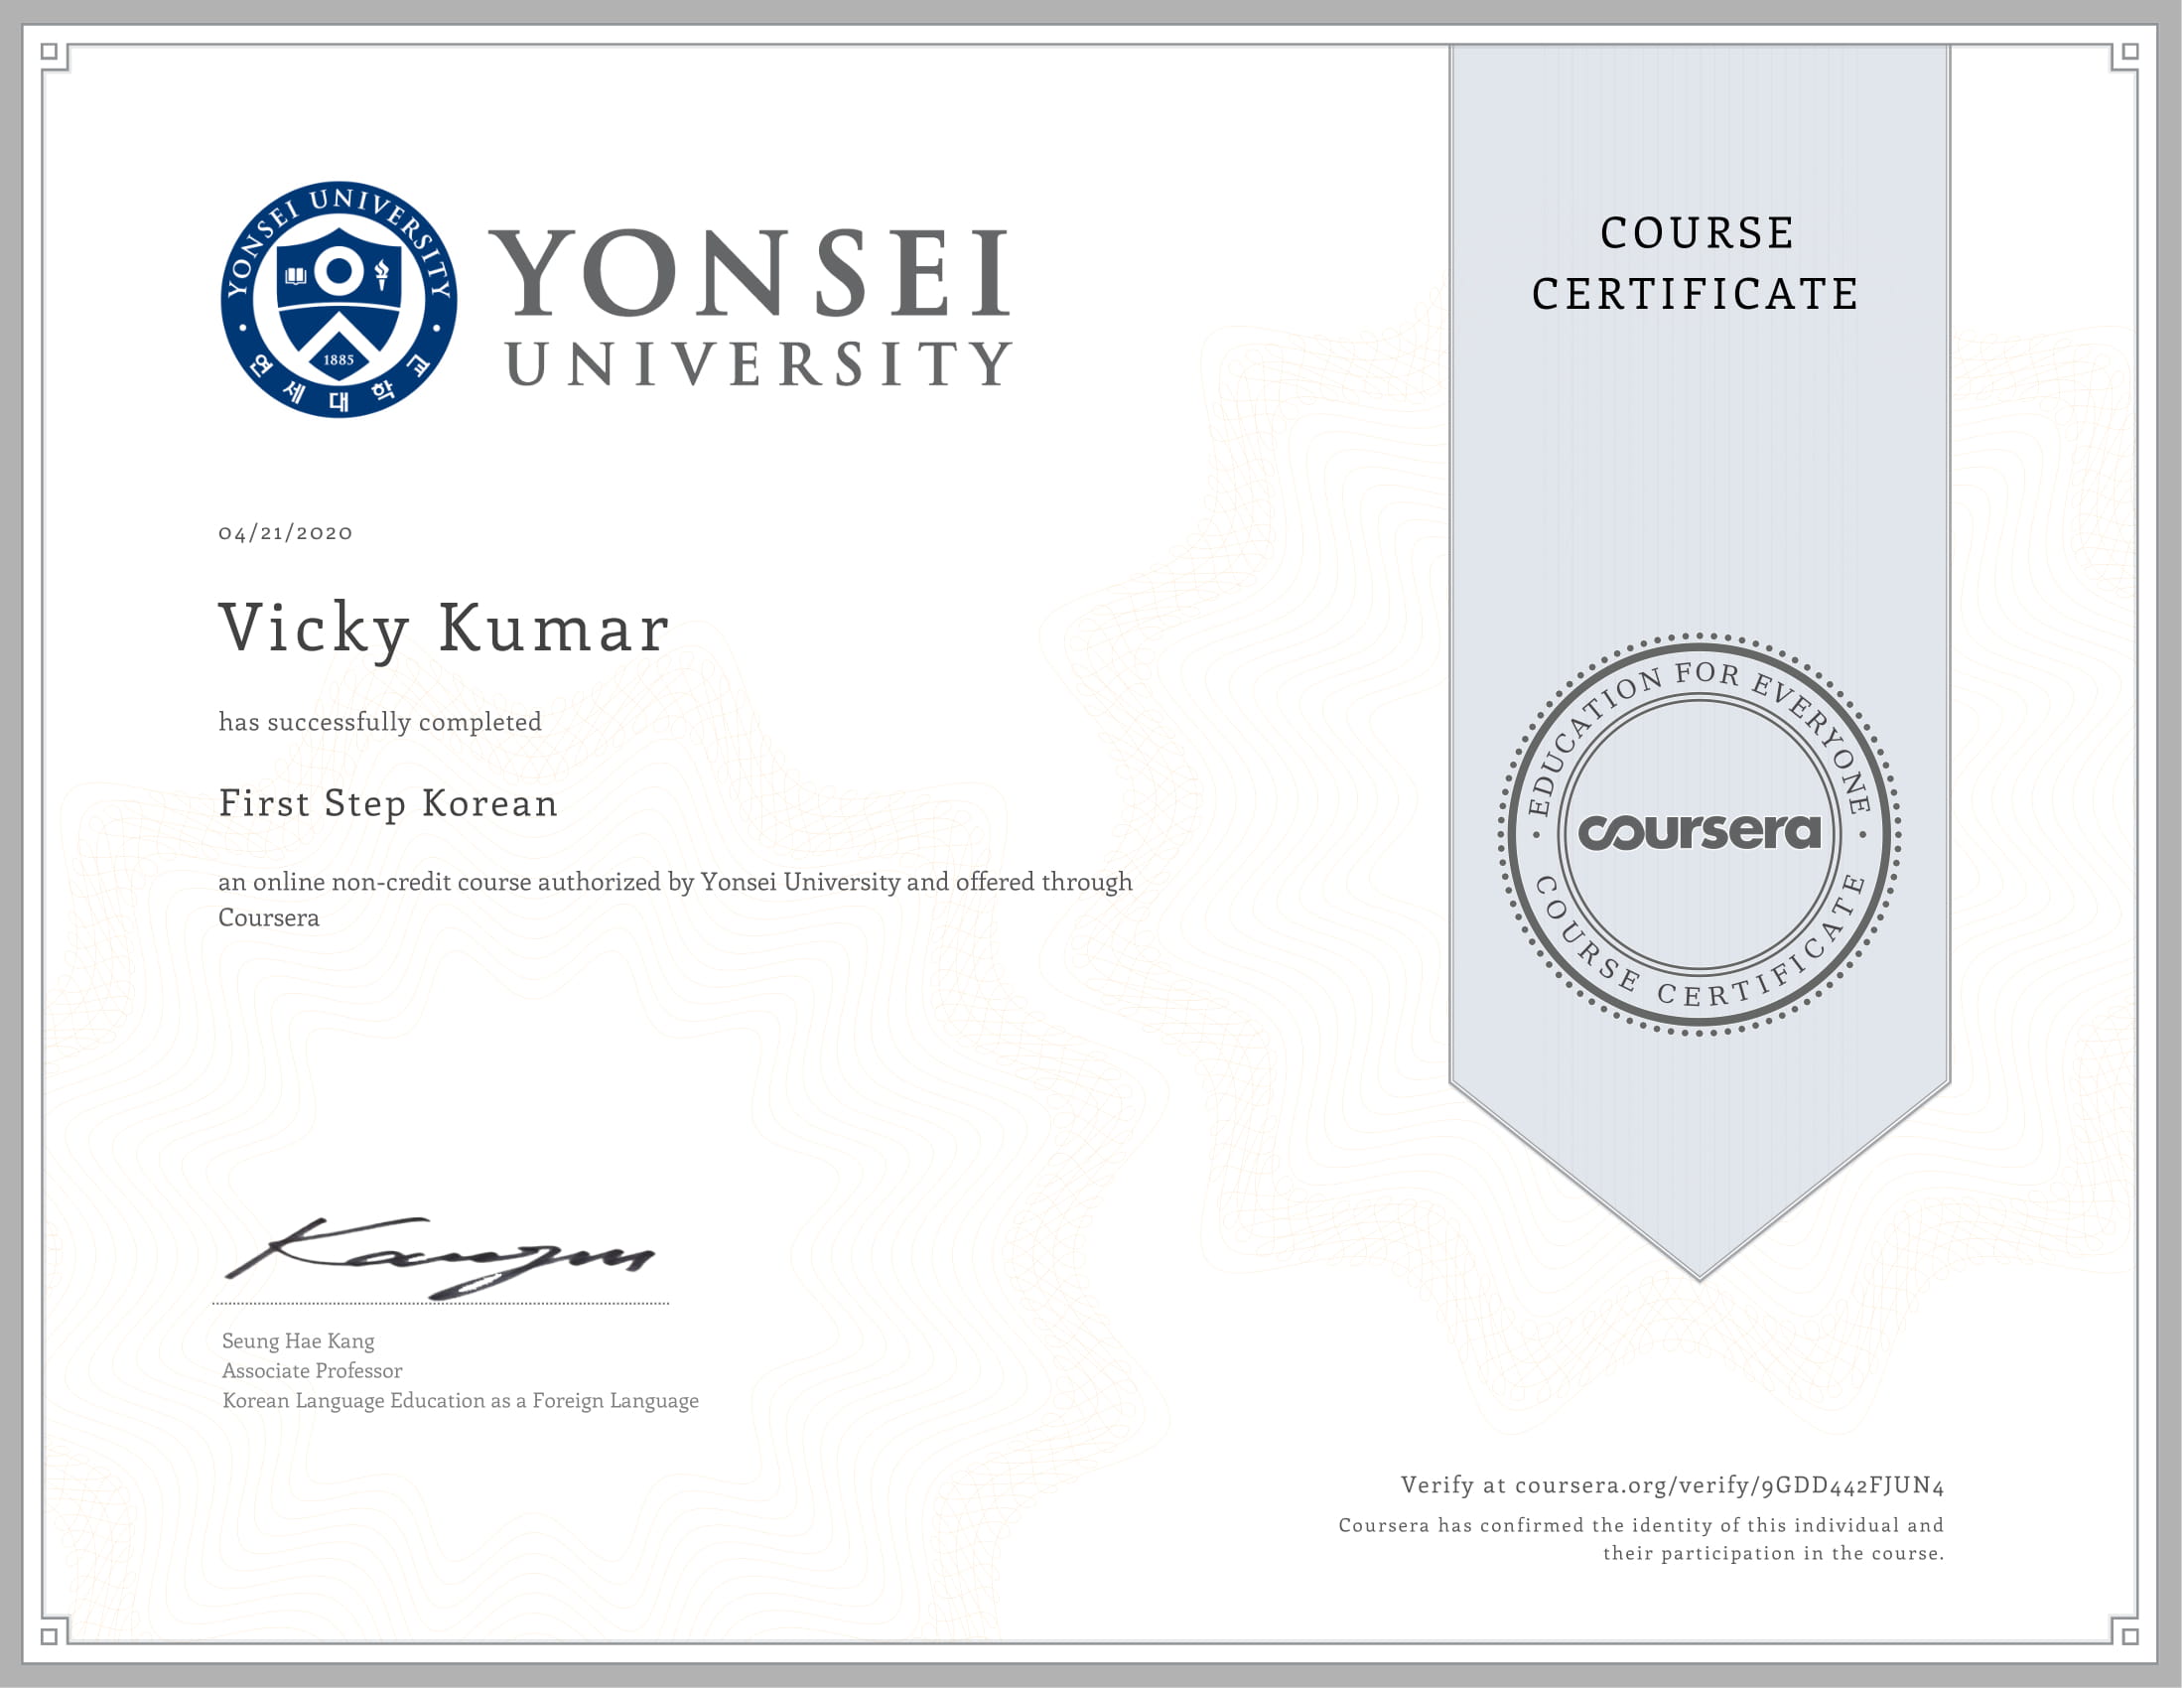 YONSEI UNIVERSITY
1885
연세대학교
YONSEI
UNIVERSITY
COURSE
CERTIFICATE
04/21/2020
Vicky Kumar
has successfully completed
First Step Korean
an online non-credit course authorized by Yonsei University and offered through
Coursera
EDUCATION FOR EVERYONE
coursera
COURSE CERTIFICATE
Kang
Seung Hae Kang
Associate Professor
Korean Language Education as a Foreign Language
Verify at coursera.org/verify/9GDD442FJUN4
Coursera has confirmed the identity of this individual and
their participation in the course.